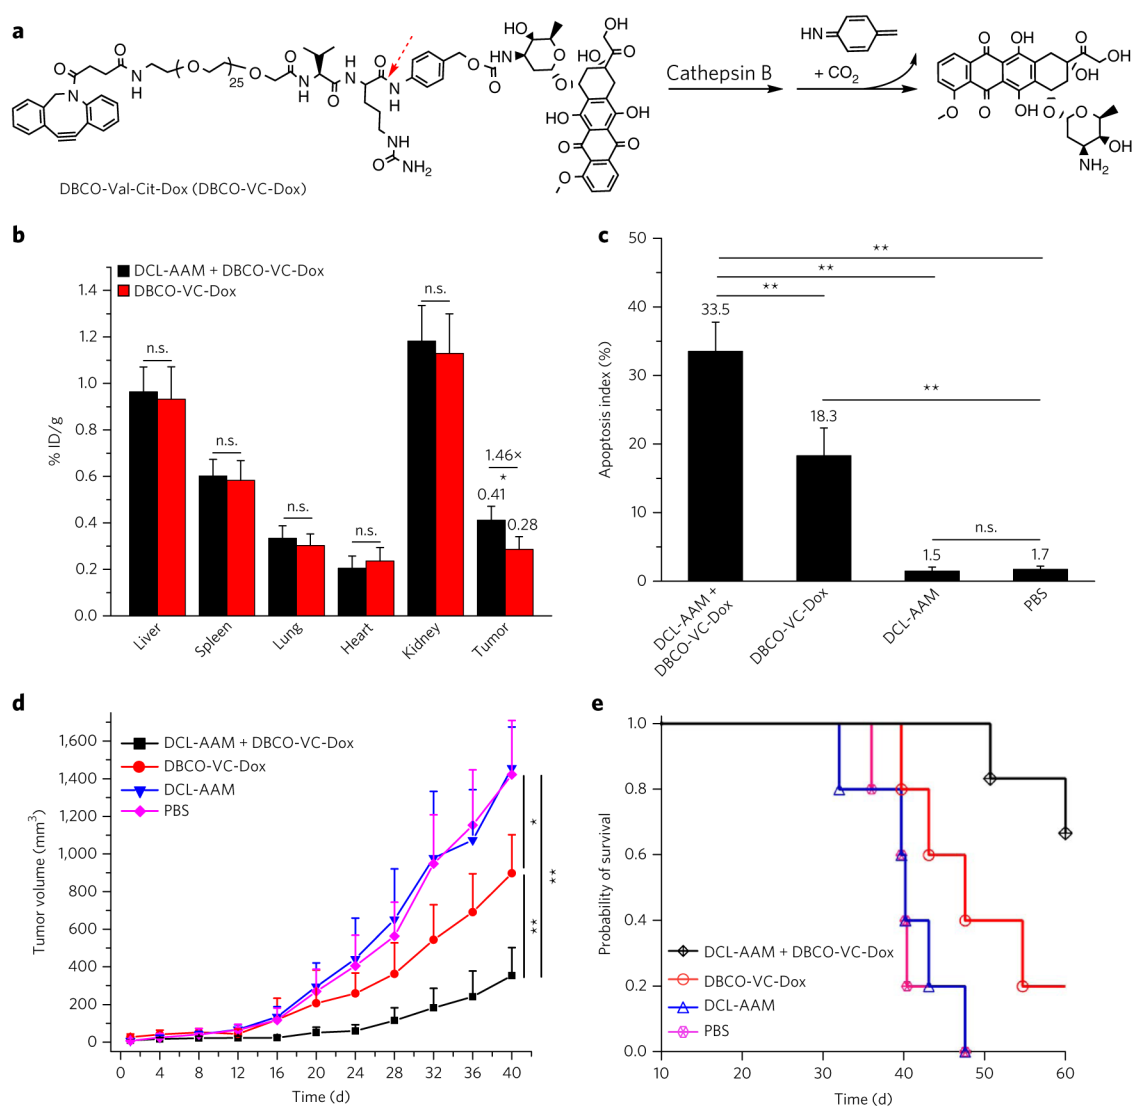 a
DBCO-Val-Cit-Dox (DBCO-VC-Dox)
O
O
N
N
H
O
O
25
O
O
N
H
O
H
N
O
N
H
NH
O
NH2
O
O
H
N
HO
O
O
O
OH
OH
HO
OH
O
O
O
Cathepsin B
HN
+ CO2
O
OH
O
OH
OH
O
O
OH
O
O
OH
NH2
b
DCL-AAM + DBCO-VC-Dox
DBCO-VC-Dox
% ID/g
1.4
1.2
1.0
0.8
0.6
0.4
0.2
0.0
n.s.
n.s.
n.s.
n.s.
n.s.
1.46×
*
0.41
0.28
Liver
Spleen
Lung
Heart
Kidney
Tumor
c
Apoptosis index (%)
50
40
30
20
10
0
**
**
**
33.5
**
18.3
n.s.
1.5
1.7
DCL-AAM +
DBCO-VC-Dox
DBCO-VC-Dox
DCL-AAM
PBS
d
DCL-AAM + DBCO-VC-Dox
DBCO-VC-Dox
DCL-AAM
PBS
Tumor volume (mm3)
1,600
1,400
1,200
1,000
800
600
400
200
0
*
**
**
0 4 8 12 16 20 24 28 32 36 40
Time (d)
e
Probability of survival
1.0
0.8
0.6
0.4
0.2
0.0
DCL-AAM + DBCO-VC-Dox
DBCO-VC-Dox
DCL-AAM
PBS
10 20 30 40 50 60
Time (d)